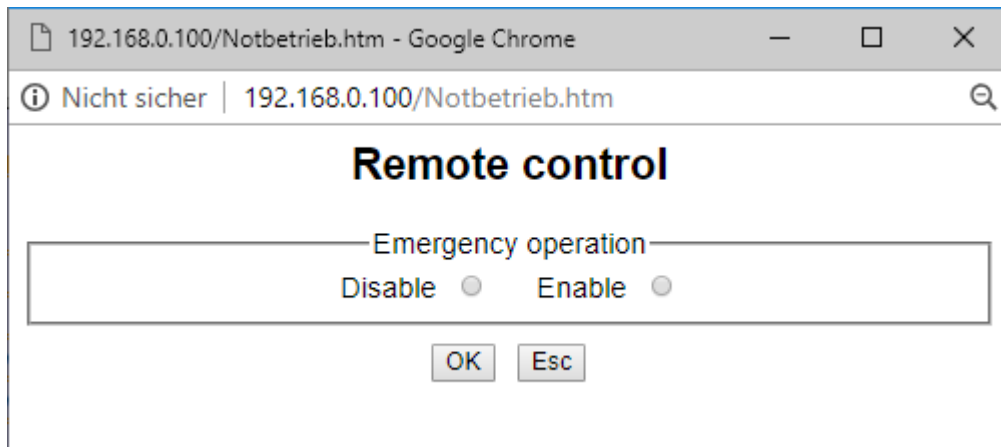 192.168.0.100/Notbetrieb.htm - Google Chrome
Nicht sicher | 192.168.0.100/Notbetrieb.htm
Remote control
Emergency operation
Disable Enable
OK Esc